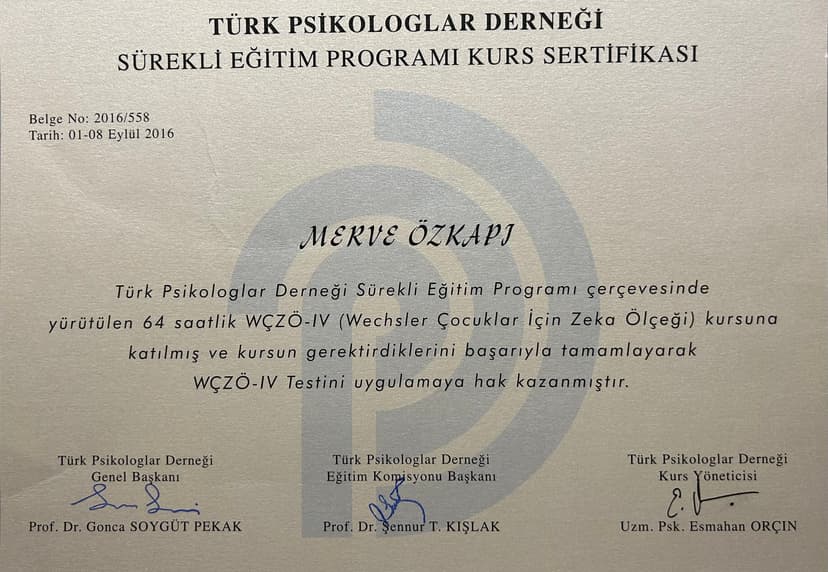 TÜRK PSİKOLOGLAR DERNEĞİ
SÜREKLİ EĞİTİM PROGRAMI KURS SERTİFİKASI
Belge No: 2016/558
Tarih: 01-08 Eylül 2016
MERVE ÖZKAPI
Türk Psikologlar Derneği Sürekli Eğitim Programı çerçevesinde
yürütülen 64 saatlik WÇZÖ-IV (Wechsler Çocuklar İçin Zeka Ölçeği) kursuna
katılmış ve kursun gerektirdiklerini başarıyla tamamlayarak
WÇZÖ-IV Testini uygulamaya hak kazanmıştır.
Türk Psikologlar Derneği
Genel Başkanı
Prof. Dr. Gonca SOYGÜT PEKAK
Türk Psikologlar Derneği
Eğitim Komisyonu Başkanı
Prof. Dr. Şennur T. KIŞLAK
Türk Psikologlar Derneği
Kurs Yöneticisi
Uzm. Psk. Esmahan ORÇIN